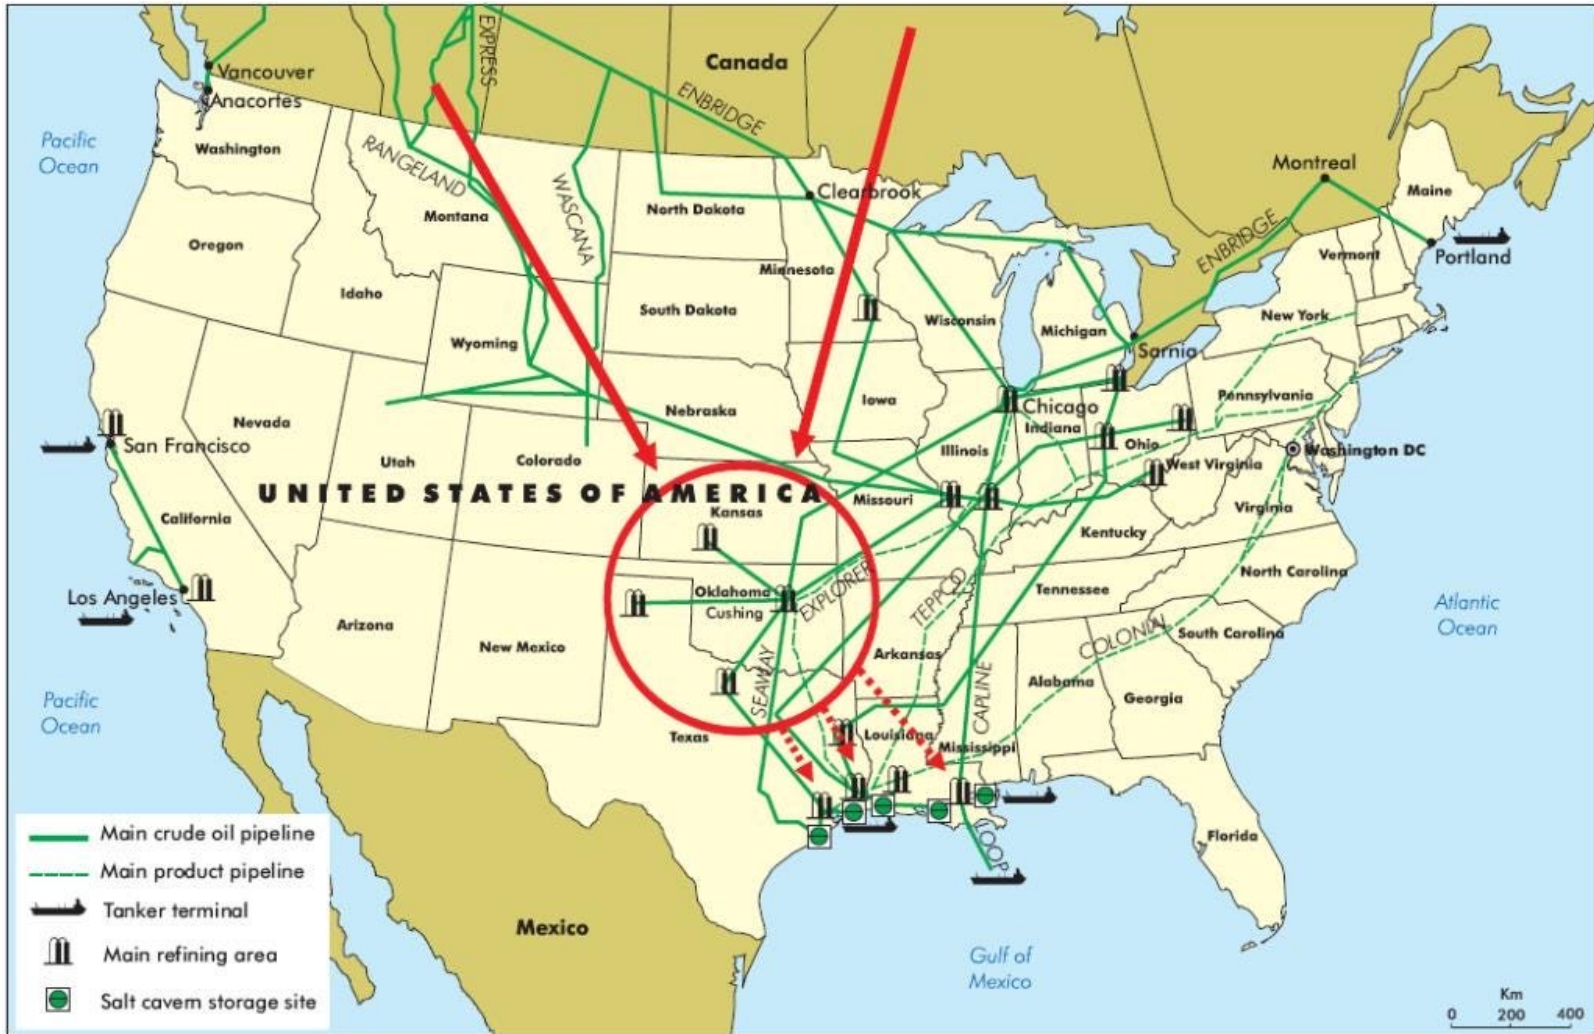 Canada
EXPRESS
ENBRIDGE
Vancouver
Anacortes
Pacific
Ocean
Washington
RANGELAND
WASCANA
Montana
North Dakota
Clearbrook
Montreal
Maine
Oregon
Idaho
Minnesota
ENBRIDGE
Vermont
Portland
South Dakota
Wyoming
Wisconsin
Michigan
New York
Sarnia
Nebraska
Iowa
Chicago
Indiana
Pennsylvania
Nevada
San Francisco
Utah
Colorado
Illinois
Ohio
West Virginia
Washington DC
UNITED STATES OF AMERICA
Kansas
Missouri
California
Virginia
Kentucky
Los Angeles
Oklahoma
Cushing
EXPLORER
TEPPCO
Tennessee
North Carolina
Atlantic
Ocean
Arizona
New Mexico
Arkansas
COLONIAL
South Carolina
Pacific
Ocean
SEAWAY
CAPLINE
Alabama
Georgia
Texas
Louisiana
Mississippi
LOOP
Florida
Mexico
Gulf of
Mexico
Main crude oil pipeline
Main product pipeline
Tanker terminal
Main refining area
Salt cavern storage site
Km
0 200 400